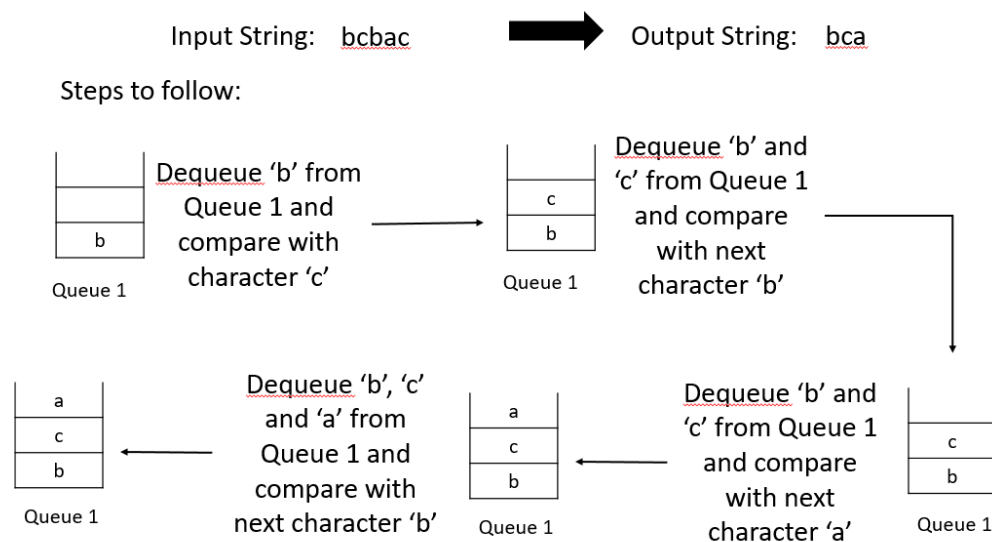 Input String: bcbac
Output String: bca
Steps to follow:
b
Queue 1
Dequeue ‘b’ from
Queue 1 and
compare with
character ‘c’
c
b
Queue 1
Dequeue ‘b’ and
‘c’ from Queue 1
and compare
with next
character ‘b’
c
b
Queue 1
Dequeue ‘b’ and
‘c’ from Queue 1
and compare
with next
character ‘a’
a
c
b
Queue 1
Dequeue ‘b’, ‘c’
and ‘a’ from
Queue 1 and
compare with
next character ‘b’
a
c
b
Queue 1